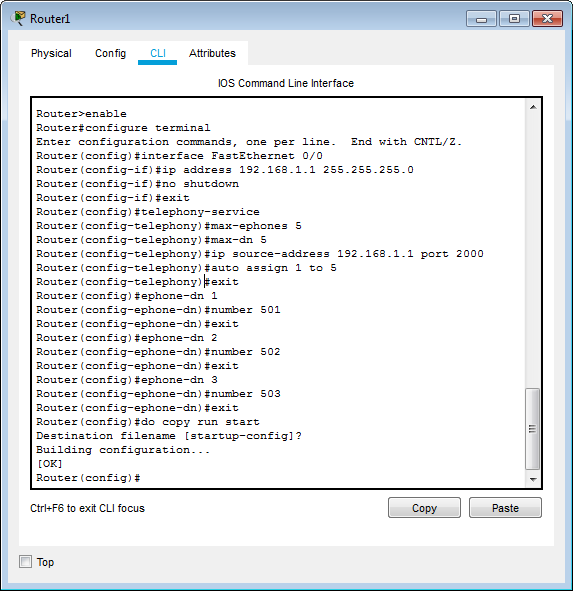 Router1
Physical Config CLI Attributes
IOS Command Line Interface
Router>enable
Router#configure terminal
Enter configuration commands, one per line.  End with CNTL/Z.
Router(config)#interface FastEthernet 0/0
Router(config-if)#ip address 192.168.1.1 255.255.255.0
Router(config-if)#no shutdown
Router(config-if)#exit
Router(config)#telephony-service
Router(config-telephony)#max-ephones 5
Router(config-telephony)#max-dn 5
Router(config-telephony)#ip source-address 192.168.1.1 port 2000
Router(config-telephony)#auto assign 1 to 5
Router(config-telephony)#exit
Router(config)#ephone-dn 1
Router(config-ephone-dn)#number 501
Router(config-ephone-dn)#exit
Router(config)#ephone-dn 2
Router(config-ephone-dn)#number 502
Router(config-ephone-dn)#exit
Router(config)#ephone-dn 3
Router(config-ephone-dn)#number 503
Router(config-ephone-dn)#exit
Router(config)#do copy run start
Destination filename [startup-config]?
Building configuration...
[OK]
Router(config)#
Ctrl+F6 to exit CLI focus Copy Paste
Top